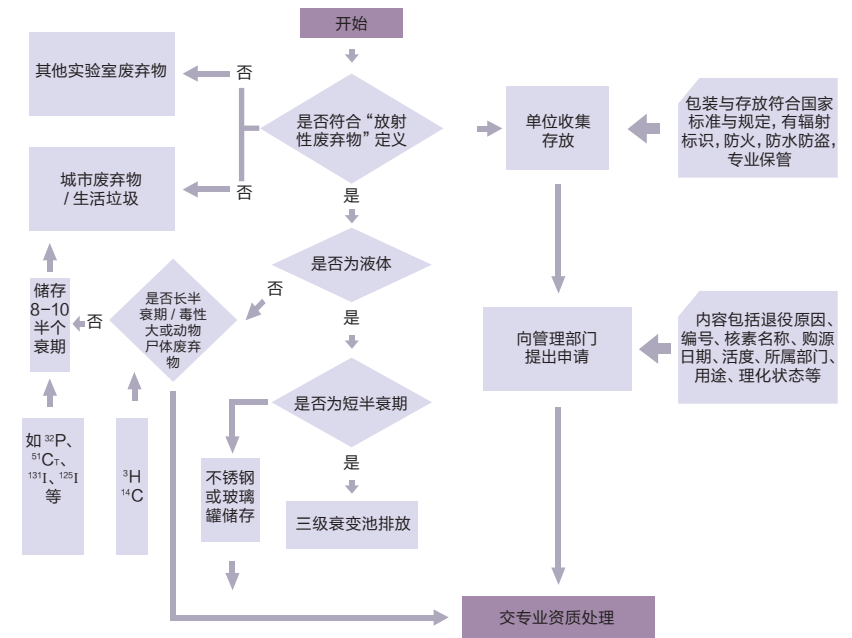 开始
其他实验室废弃物
否
是否符合“放射
性废弃物”定义
单位收集
存放
包装与存放符合国家
标准与规定，有辐射
标识，防火，防水防盗，
专业保管
城市废弃物
/ 生活垃圾
否
是
是否为液体
否
是否长半
衰期 / 毒性
大或动物
尸体废弃
物
否
储存
8-10
半个
衰期
是
向管理部门
提出申请
内容包括退役原因、
编号、核素名称、购源
日期、活度、所属部门、
用途、理化状态等
是否为短半衰期
如 ³²P、
⁵¹Cт、
¹³¹I、¹²⁵I
等
³H
¹⁴C
不锈钢
或玻璃
罐储存
是
三级衰变池排放
交专业资质处理